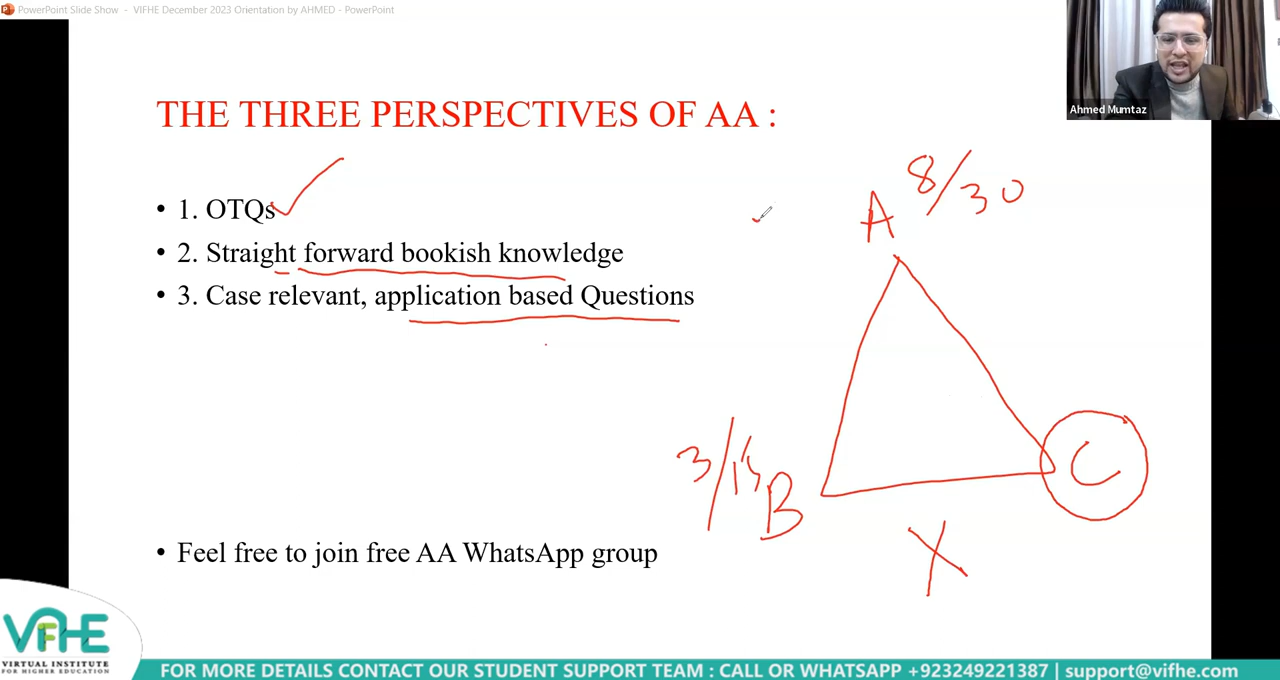 PowerPoint Slide Show - VIFHE December 2023 Orientation by AHMED - PowerPoint
Ahmed Mumtaz
THE THREE PERSPECTIVES OF AA :
• 1. OTQs
• 2. Straight forward bookish knowledge
• 3. Case relevant, application based Questions
A 8/30
3/15 B
C
X
• Feel free to join free AA WhatsApp group
VIFHE
VIRTUAL INSTITUTE
FOR HIGHER EDUCATION
FOR MORE DETAILS CONTACT OUR STUDENT SUPPORT TEAM : CALL OR WHATSAPP +923249221387 | support@vifhe.com